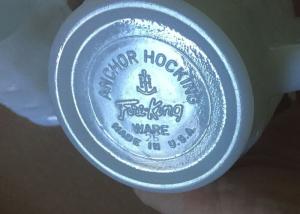 ANCHOR HOCKING
Fire-King
WARE
MADE IN U.S.A.